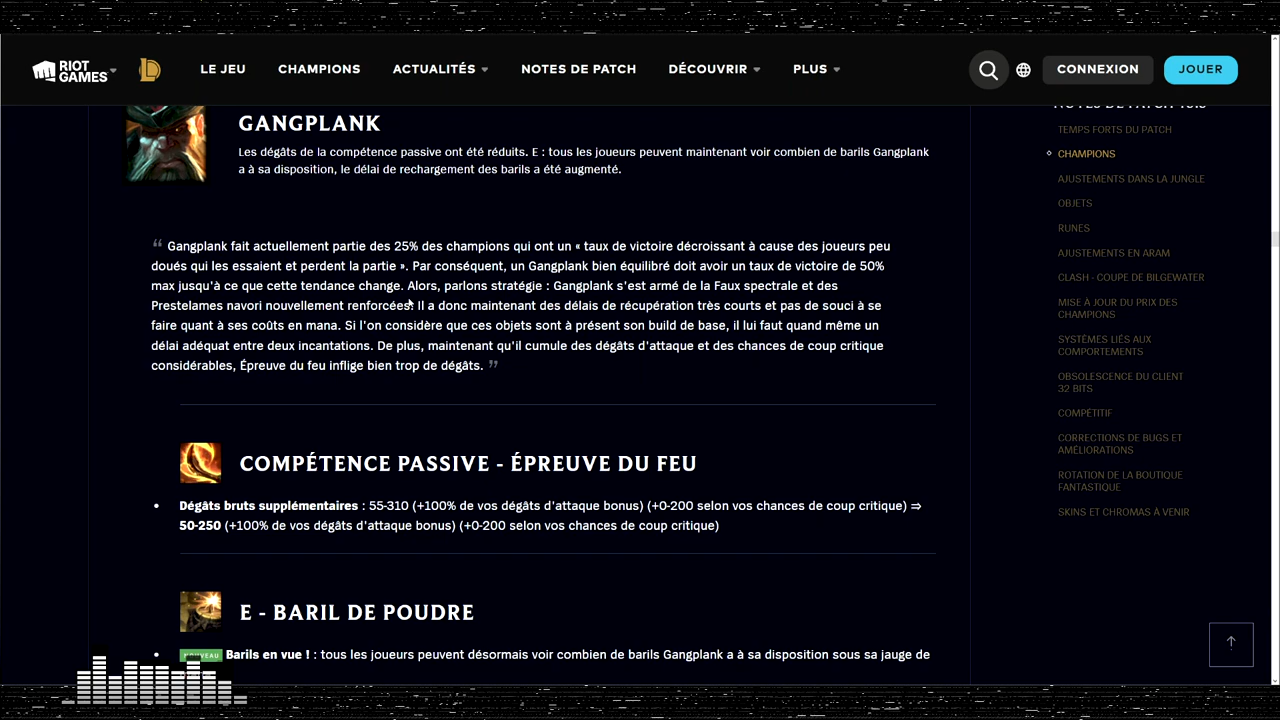 RIOT GAMES
LE JEU
CHAMPIONS
ACTUALITÉS
NOTES DE PATCH
DÉCOUVRIR
PLUS
CONNEXION
JOUER
GANGPLANK
Les dégâts de la compétence passive ont été réduits. E : tous les joueurs peuvent maintenant voir combien de barils Gangplank
a à sa disposition, le délai de rechargement des barils a été augmenté.
“ Gangplank fait actuellement partie des 25% des champions qui ont un « taux de victoire décroissant à cause des joueurs peu
doués qui les essaient et perdent la partie ». Par conséquent, un Gangplank bien équilibré doit avoir un taux de victoire de 50%
max jusqu'à ce que cette tendance change. Alors, parlons stratégie : Gangplank s'est armé de la Faux spectrale et des
Prestelames navori nouvellement renforcées! Il a donc maintenant des délais de récupération très courts et pas de souci à se
faire quant à ses coûts en mana. Si l'on considère que ces objets sont à présent son build de base, il lui faut quand même un
délai adéquat entre deux incantations. De plus, maintenant qu'il cumule des dégâts d'attaque et des chances de coup critique
considérables, Épreuve du feu inflige bien trop de dégâts. ”
COMPÉTENCE PASSIVE - ÉPREUVE DU FEU
• Dégâts bruts supplémentaires : 55-310 (+100% de vos dégâts d'attaque bonus) (+0-200 selon vos chances de coup critique) ⇒
50-250 (+100% de vos dégâts d'attaque bonus) (+0-200 selon vos chances de coup critique)
E - BARIL DE POUDRE
• NOUVEAU Barils en vue ! : tous les joueurs peuvent désormais voir combien de barils Gangplank a à sa disposition sous sa jarge de
NOTES DE PATCH
TEMPS FORTS DU PATCH
CHAMPIONS
AJUSTEMENTS DANS LA JUNGLE
OBJETS
RUNES
AJUSTEMENTS EN ARAM
CLASH - COUPE DE BILGEWATER
MISE À JOUR DU PRIX DES
CHAMPIONS
SYSTÈMES LIÉS AUX
COMPORTEMENTS
OBSOLESCENCE DU CLIENT
32 BITS
COMPÉTITIF
CORRECTIONS DE BUGS ET
AMÉLIORATIONS
ROTATION DE LA BOUTIQUE
FANTASTIQUE
SKINS ET CHROMAS À VENIR